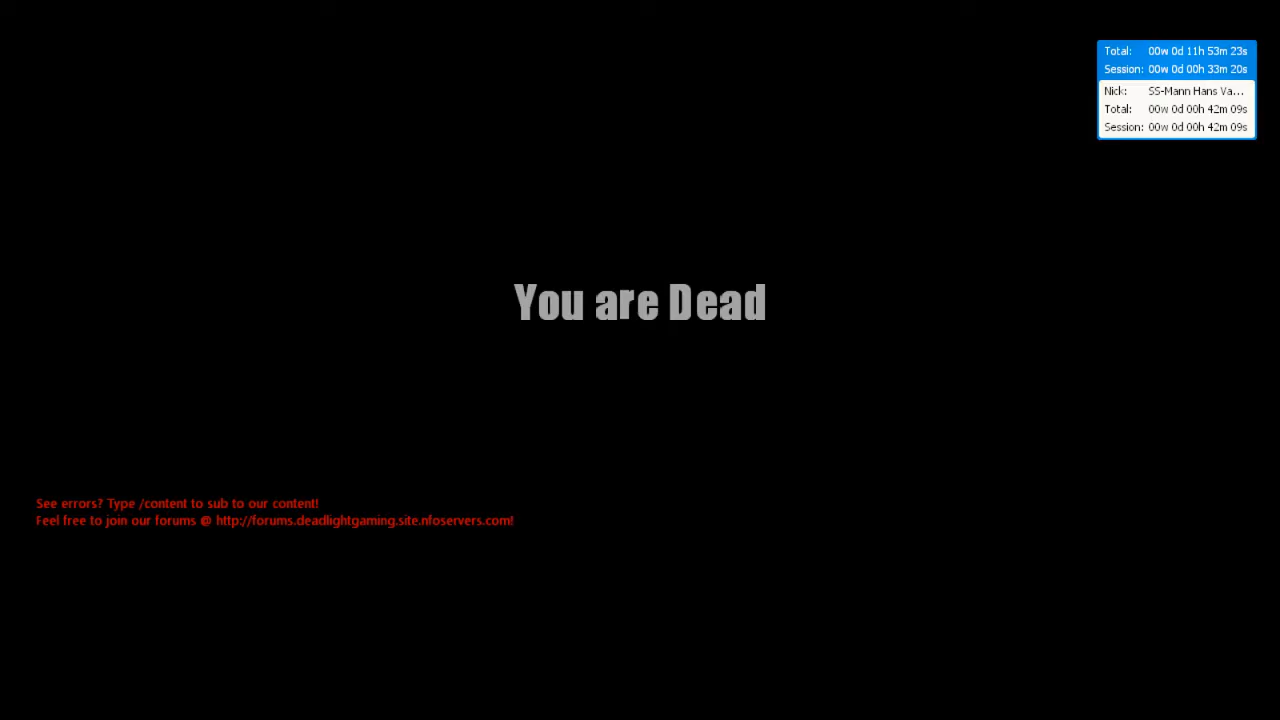 Total: 00w 0d 11h 53m 23s
Session: 00w 0d 00h 33m 20s
Nick: SS-Mann Hans Va...
Total: 00w 0d 00h 42m 09s
Session: 00w 0d 00h 42m 09s
You are Dead
See errors? Type /content to sub to our content!
Feel free to join our forums @ http://forums.deadlightgaming.site.nfoservers.com!